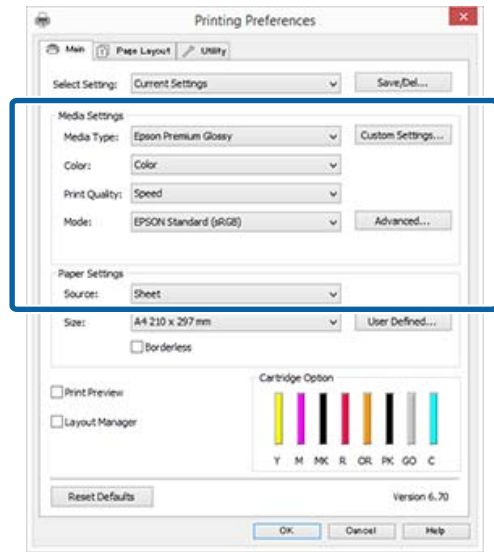 Printing Preferences
Main Page Layout Utility
Select Setting: Current Settings Save/Del...
Media Settings
Media Type: Epson Premium Glossy Custom Settings...
Color: Color
Print Quality: Speed
Mode: EPSON Standard (sRGB) Advanced...
Paper Settings
Source: Sheet
Size: A4 210 x 297 mm User Defined...
Borderless
Cartridge Option
Print Preview
Layout Manager
Y M MK R OR PK GO C
Reset Defaults Version 6.70
OK Cancel Help